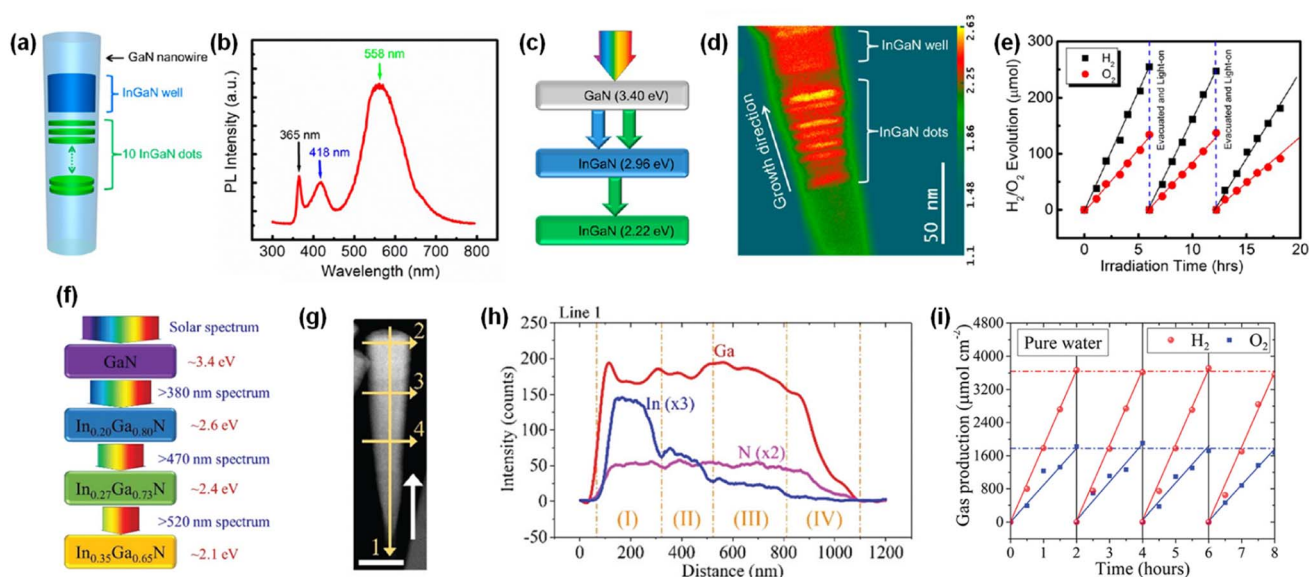 (a)
GaN nanowire
InGaN well
10 InGaN dots
(b)
PL Intensity (a.u.)
558 nm
365 nm
418 nm
300 400 500 600 700 800
Wavelength (nm)
(c)
GaN (3.40 eV)
InGaN (2.96 eV)
InGaN (2.22 eV)
(d)
InGaN well
InGaN dots
Growth direction
50 nm
2.63
2.25
1.86
1.48
1.1
(e)
H₂/O₂ Evolution (μmol)
300
200
100
0
H₂
O₂
Evacuated and Light-on
Evacuated and Light-on
0 5 10 15 20
Irradiation Time (hrs)
(f)
Solar spectrum
GaN
~3.4 eV
>380 nm spectrum
In₀.₂₀Ga₀.₈₀N
~2.6 eV
>470 nm spectrum
In₀.₂₇Ga₀.₇₃N
~2.4 eV
>520 nm spectrum
In₀.₃₅Ga₀.₆₅N
~2.1 eV
(g)
2
3
4
1
(h)
Line 1
Intensity (counts)
250
200
150
100
50
0
-50
Ga
In (x3)
N (x2)
(I) (II) (III) (IV)
0 200 400 600 800 1000 1200
Distance (nm)
(i)
Gas production (μmol cm⁻²)
4800
4000
3200
2400
1600
800
0
Pure water
H₂ O₂
0 1 2 3 4 5 6 7 8
Time (hours)